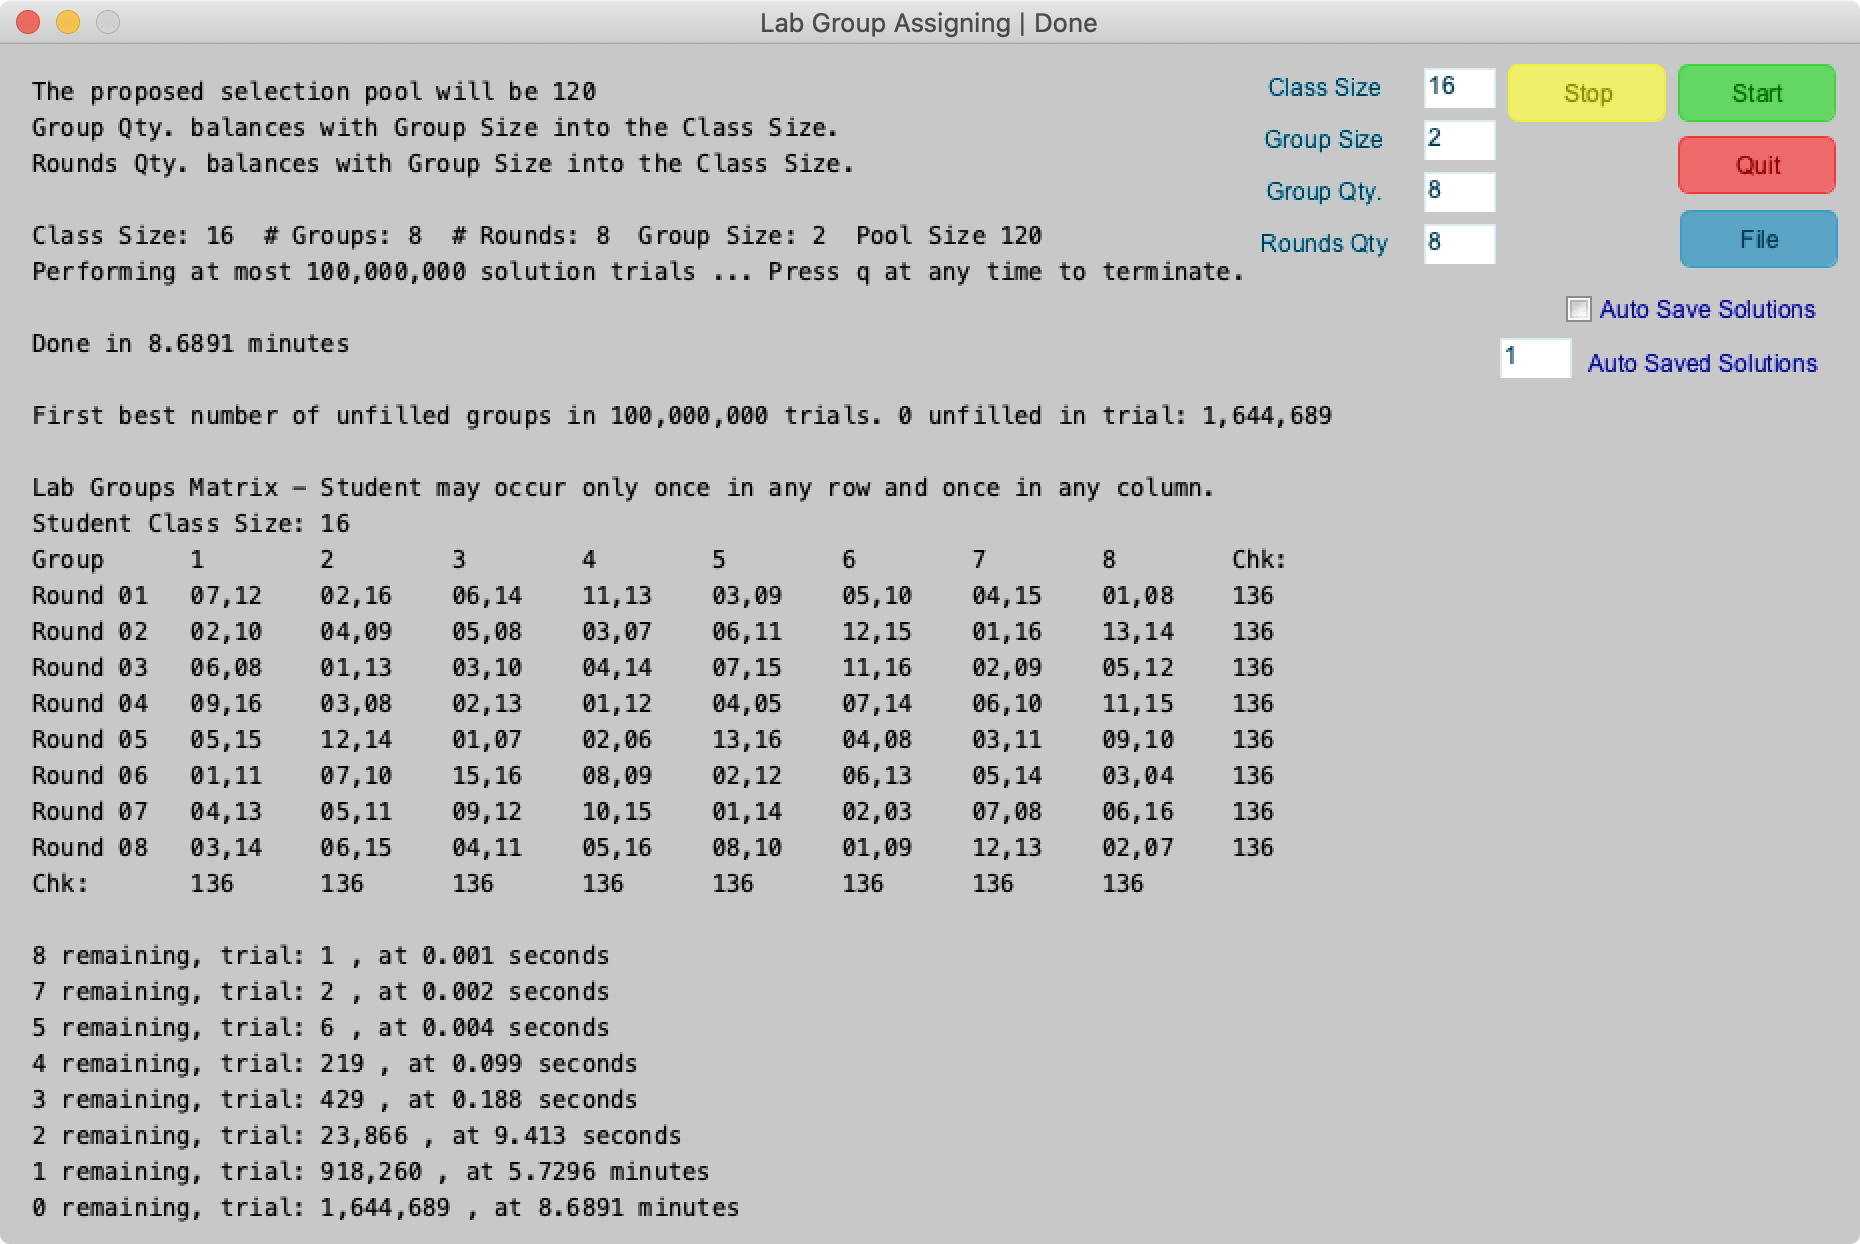 Lab Group Assigning | Done
The proposed selection pool will be 120
Group Qty. balances with Group Size into the Class Size.
Rounds Qty. balances with Group Size into the Class Size.
Class Size: 16 # Groups: 8 # Rounds: 8 Group Size: 2 Pool Size 120
Performing at most 100,000,000 solution trials ... Press q at any time to terminate.
Done in 8.6891 minutes
First best number of unfilled groups in 100,000,000 trials. 0 unfilled in trial: 1,644,689
Lab Groups Matrix – Student may occur only once in any row and once in any column.
Student Class Size: 16
Group 1 2 3 4 5 6 7 8 Chk:
Round 01 07,12 02,16 06,14 11,13 03,09 05,10 04,15 01,08 136
Round 02 02,10 04,09 05,08 03,07 06,11 12,15 01,16 13,14 136
Round 03 06,08 01,13 03,10 04,14 07,15 11,16 02,09 05,12 136
Round 04 09,16 03,08 02,13 01,12 04,05 07,14 06,10 11,15 136
Round 05 05,15 12,14 01,07 02,06 13,16 04,08 03,11 09,10 136
Round 06 01,11 07,10 15,16 08,09 02,12 06,13 05,14 03,04 136
Round 07 04,13 05,11 09,12 10,15 01,14 02,03 07,08 06,16 136
Round 08 03,14 06,15 04,11 05,16 08,10 01,09 12,13 02,07 136
Chk: 136 136 136 136 136 136 136 136
8 remaining, trial: 1 , at 0.001 seconds
7 remaining, trial: 2 , at 0.002 seconds
5 remaining, trial: 6 , at 0.004 seconds
4 remaining, trial: 219 , at 0.099 seconds
3 remaining, trial: 429 , at 0.188 seconds
2 remaining, trial: 23,866 , at 9.413 seconds
1 remaining, trial: 918,260 , at 5.7296 minutes
0 remaining, trial: 1,644,689 , at 8.6891 minutes
Class Size 16
Group Size 2
Group Qty. 8
Rounds Qty 8
Stop
Start
Quit
File
Auto Save Solutions
1 Auto Saved Solutions